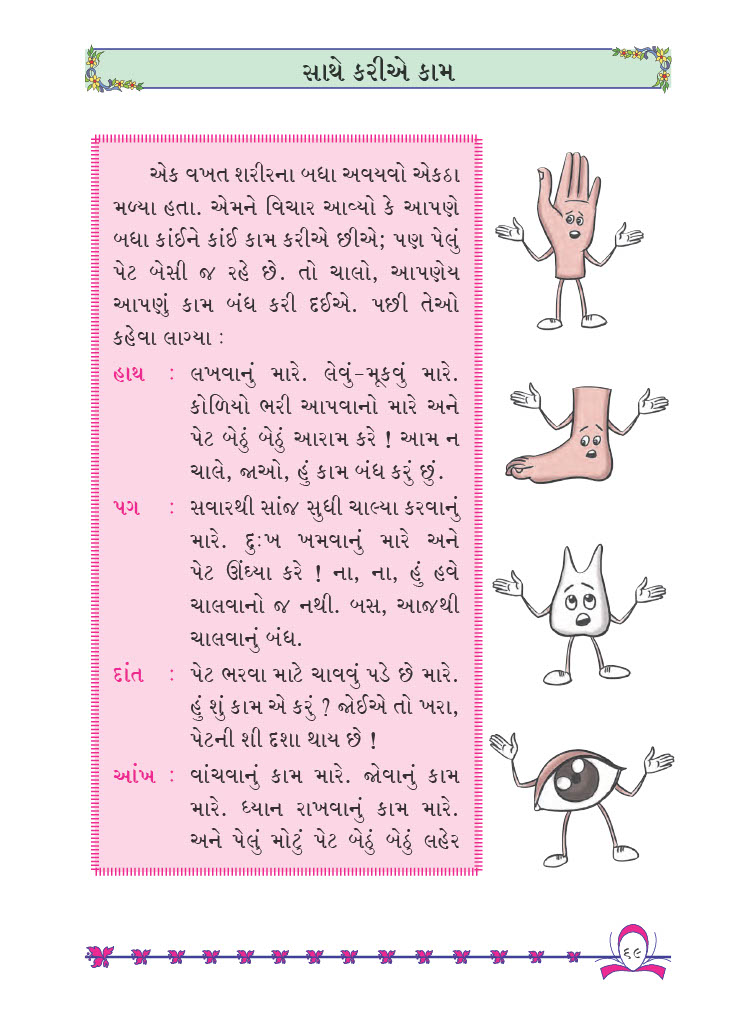 સાથે કરીએ કામ
એક વખત શરીરના બધા અવયવો એકઠા
મળ્યા હતા. એમને વિચાર આવ્યો કે આપણે
બધા કાંઈને કાંઈ કામ કરીએ છીએ; પણ પેલું
પેટ બેસી જ રહે છે. તો ચાલો, આપણેય
આપણું કામ બંધ કરી દઈએ. પછી તેઓ
કહેવા લાગ્યા :
હાથ : લખવાનું મારે. લેવું-મૂકવું મારે.
કોળિયો ભરી આપવાનો મારે અને
પેટ બેઠું બેઠું આરામ કરે ! આમ ન
ચાલે, જાઓ, હું કામ બંધ કરું છું.
પગ : સવારથી સાંજ સુધી ચાલ્યા કરવાનું
મારે. દુઃખ ખમવાનું મારે અને
પેટ ઊંઘ્યા કરે ! ના, ના, હું હવે
ચાલવાનો જ નથી. બસ, આજથી
ચાલવાનું બંધ.
દાંત : પેટ ભરવા માટે ચાવવું પડે છે મારે.
હું શું કામ એ કરું ? જોઈએ તો ખરા,
પેટની શી દશા થાય છે !
આંખ : વાંચવાનું કામ મારે. જોવાનું કામ
મારે. ધ્યાન રાખવાનું કામ મારે.
અને પેલું મોટું પેટ બેઠું બેઠું લહેર
૬૯